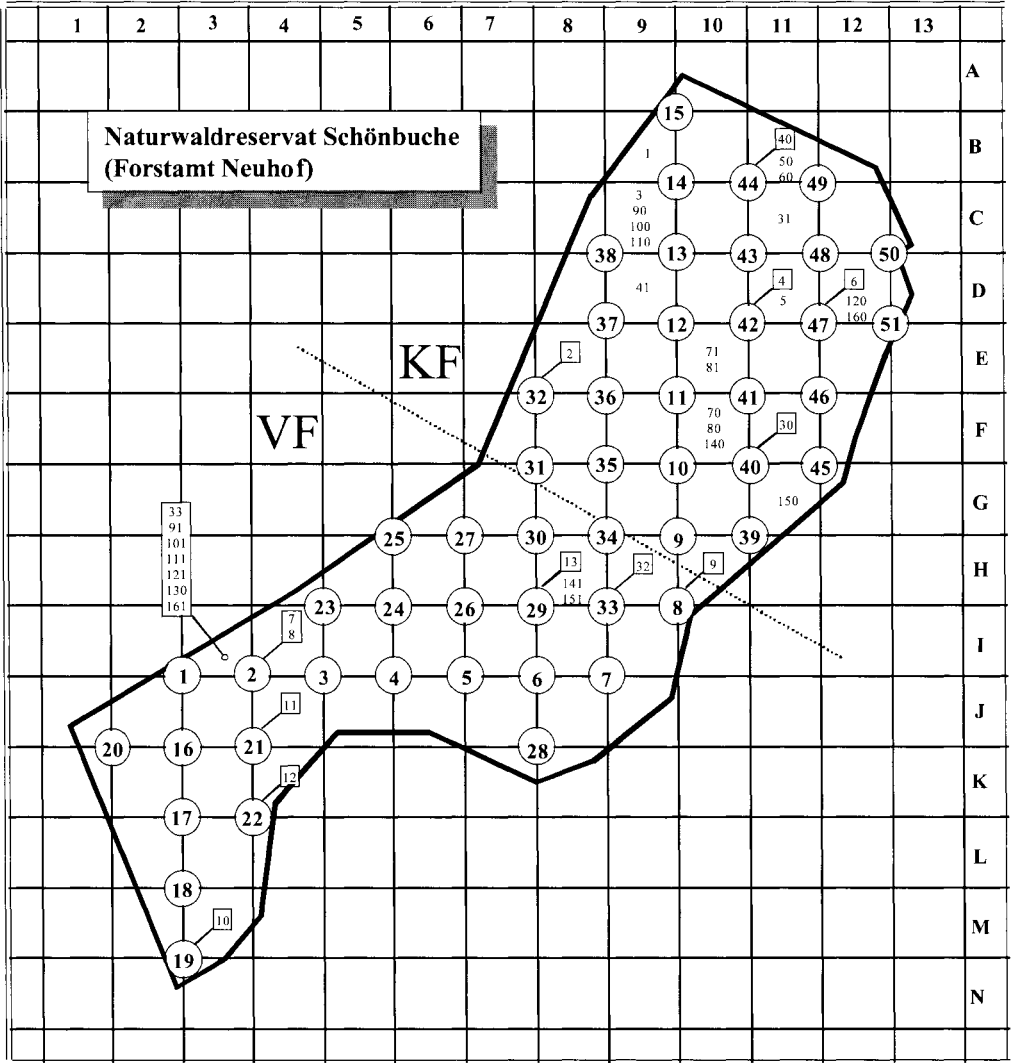 1 2 3 4 5 6 7 8 9 10 11 12 13
A
15
Naturwaldreservat Schönbuche
(Forstamt Neuhof)
1
40
50
60
B
14 44 49
3
90
100
110
31
C
38 13 43 48 50
41
4
5
6
120
160
D
37 12 42 47 51
KF
2
71
81
E
32 36 11 41 46
VF
70
80
140
30
F
31 35 10 40 45
33
91
101
111
121
130
161
150
G
25 27 30 34 9 39
13
141
151
32
9
H
23 24 26 29 33 8
7
8
I
1 2 3 4 5 6 7
11
J
20 16 21 28
12
K
17 22
L
18
10
M
19
N